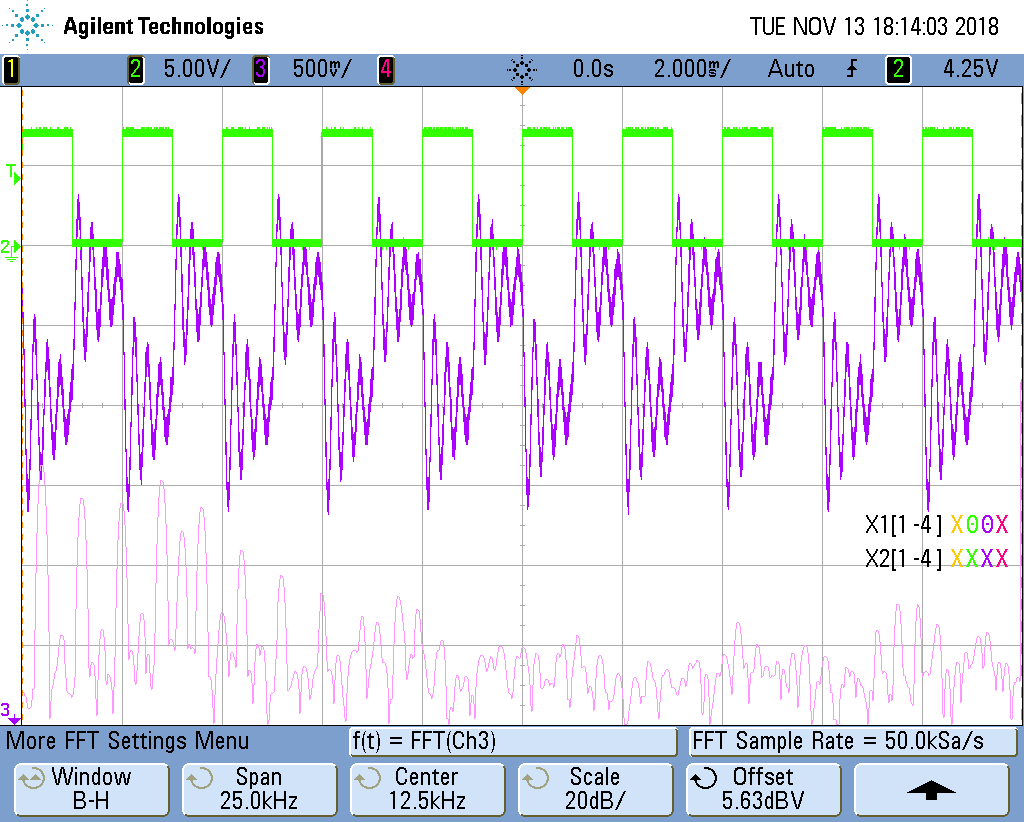 Agilent Technologies TUE NOV 13 18:14:03 2018
1 2 5.00V/ 3 500mV/ 4 0.0s 2.000ms/ Auto 2 4.25V
T
2
X1[1-4] X00X
X2[1-4] XXXX
3
More FFT Settings Menu f(t) = FFT(Ch3) FFT Sample Rate = 50.0kSa/s
Window Span Center Scale Offset
B-H 25.0kHz 12.5kHz 20dB/ 5.63dBV